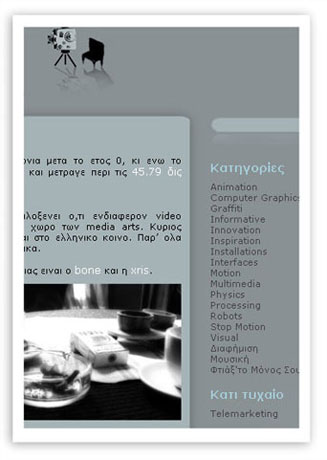 ονια μετα το ετος 0, κι ενω το
και μετραγε περι τις 45.79 δις
ιλοξενει ο,τι ενδιαφερον video
χωρο των media arts. Κυριος
αι στο ελληνικο κοινο. Παρ' ολα
ικα.
ιας ειναι ο bone και η xris.
Κατηγορίες
Animation
Computer Graphics
Graffiti
Informative
Innovation
Inspiration
Installations
Interfaces
Motion
Multimedia
Physics
Processing
Robots
Stop Motion
Visual
Διαφήμιση
Μουσική
Φτιάξ'το Μόνος Σου
Κατι τυχαίο
Telemarketing